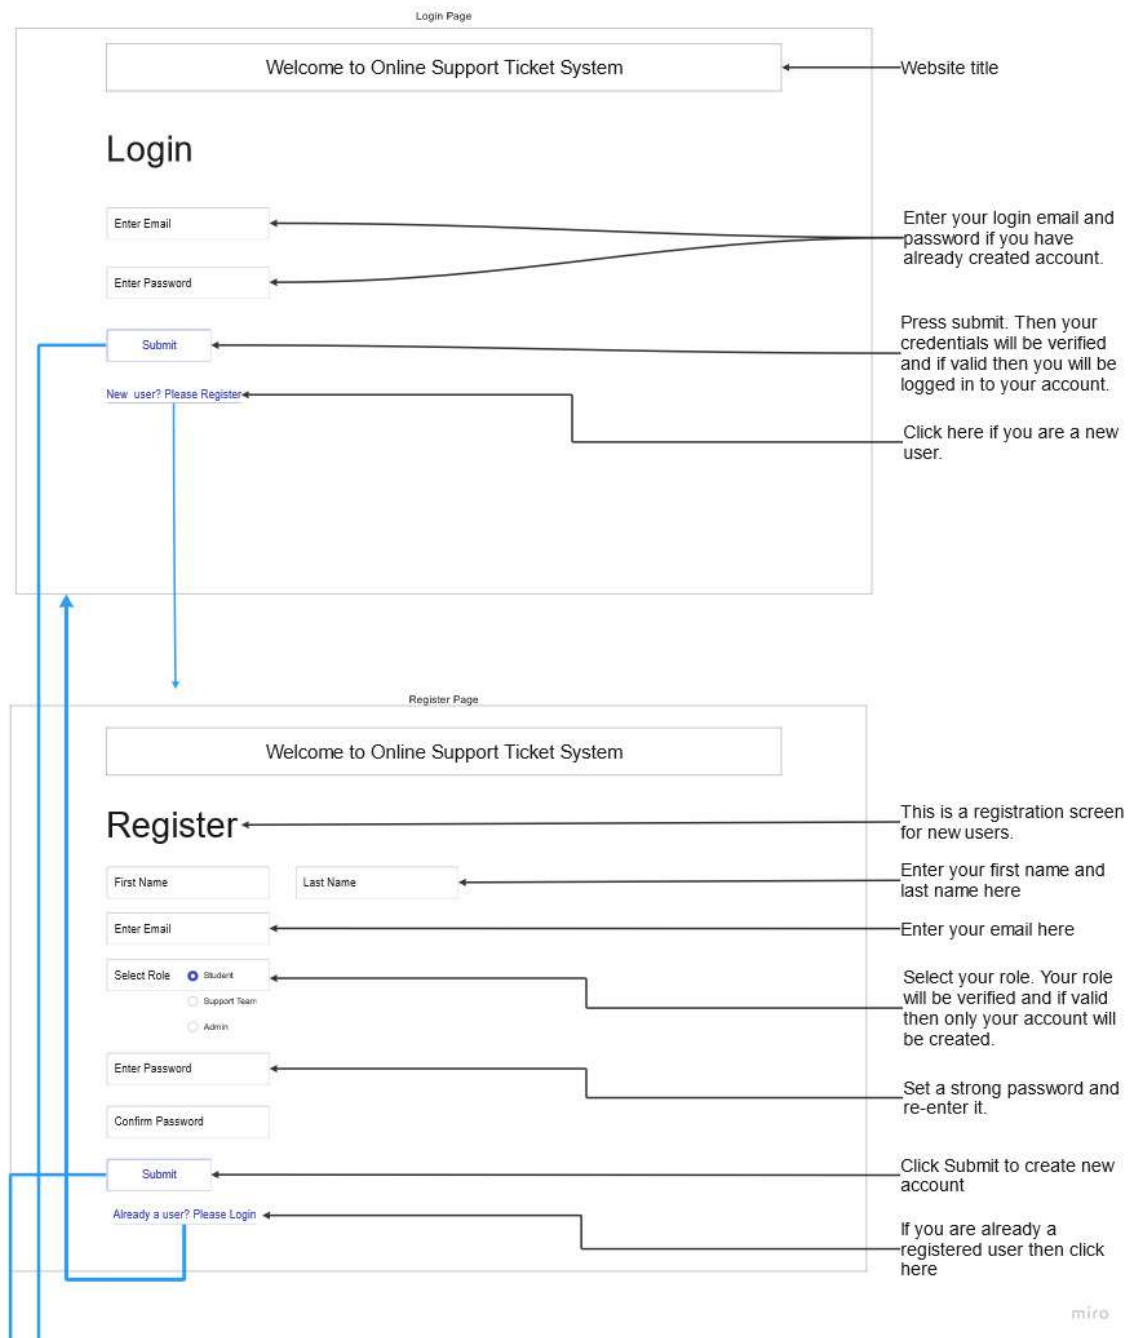 Login Page
Welcome to Online Support Ticket System
Website title
Login
Enter Email
Enter your login email and
password if you have
already created account.
Enter Password
Submit
Press submit. Then your
credentials will be verified
and if valid then you will be
logged in to your account.
New user? Please Register
Click here if you are a new
user.
Register Page
Welcome to Online Support Ticket System
Register
This is a registration screen
for new users.
First Name
Last Name
Enter your first name and
last name here
Enter Email
Enter your email here
Select Role
Student
Support Team
Admin
Select your role. Your role
will be verified and if valid
then only your account will
be created.
Enter Password
Set a strong password and
re-enter it.
Confirm Password
Submit
Click Submit to create new
account
Already a user? Please Login
If you are already a
registered user then click
here
miro